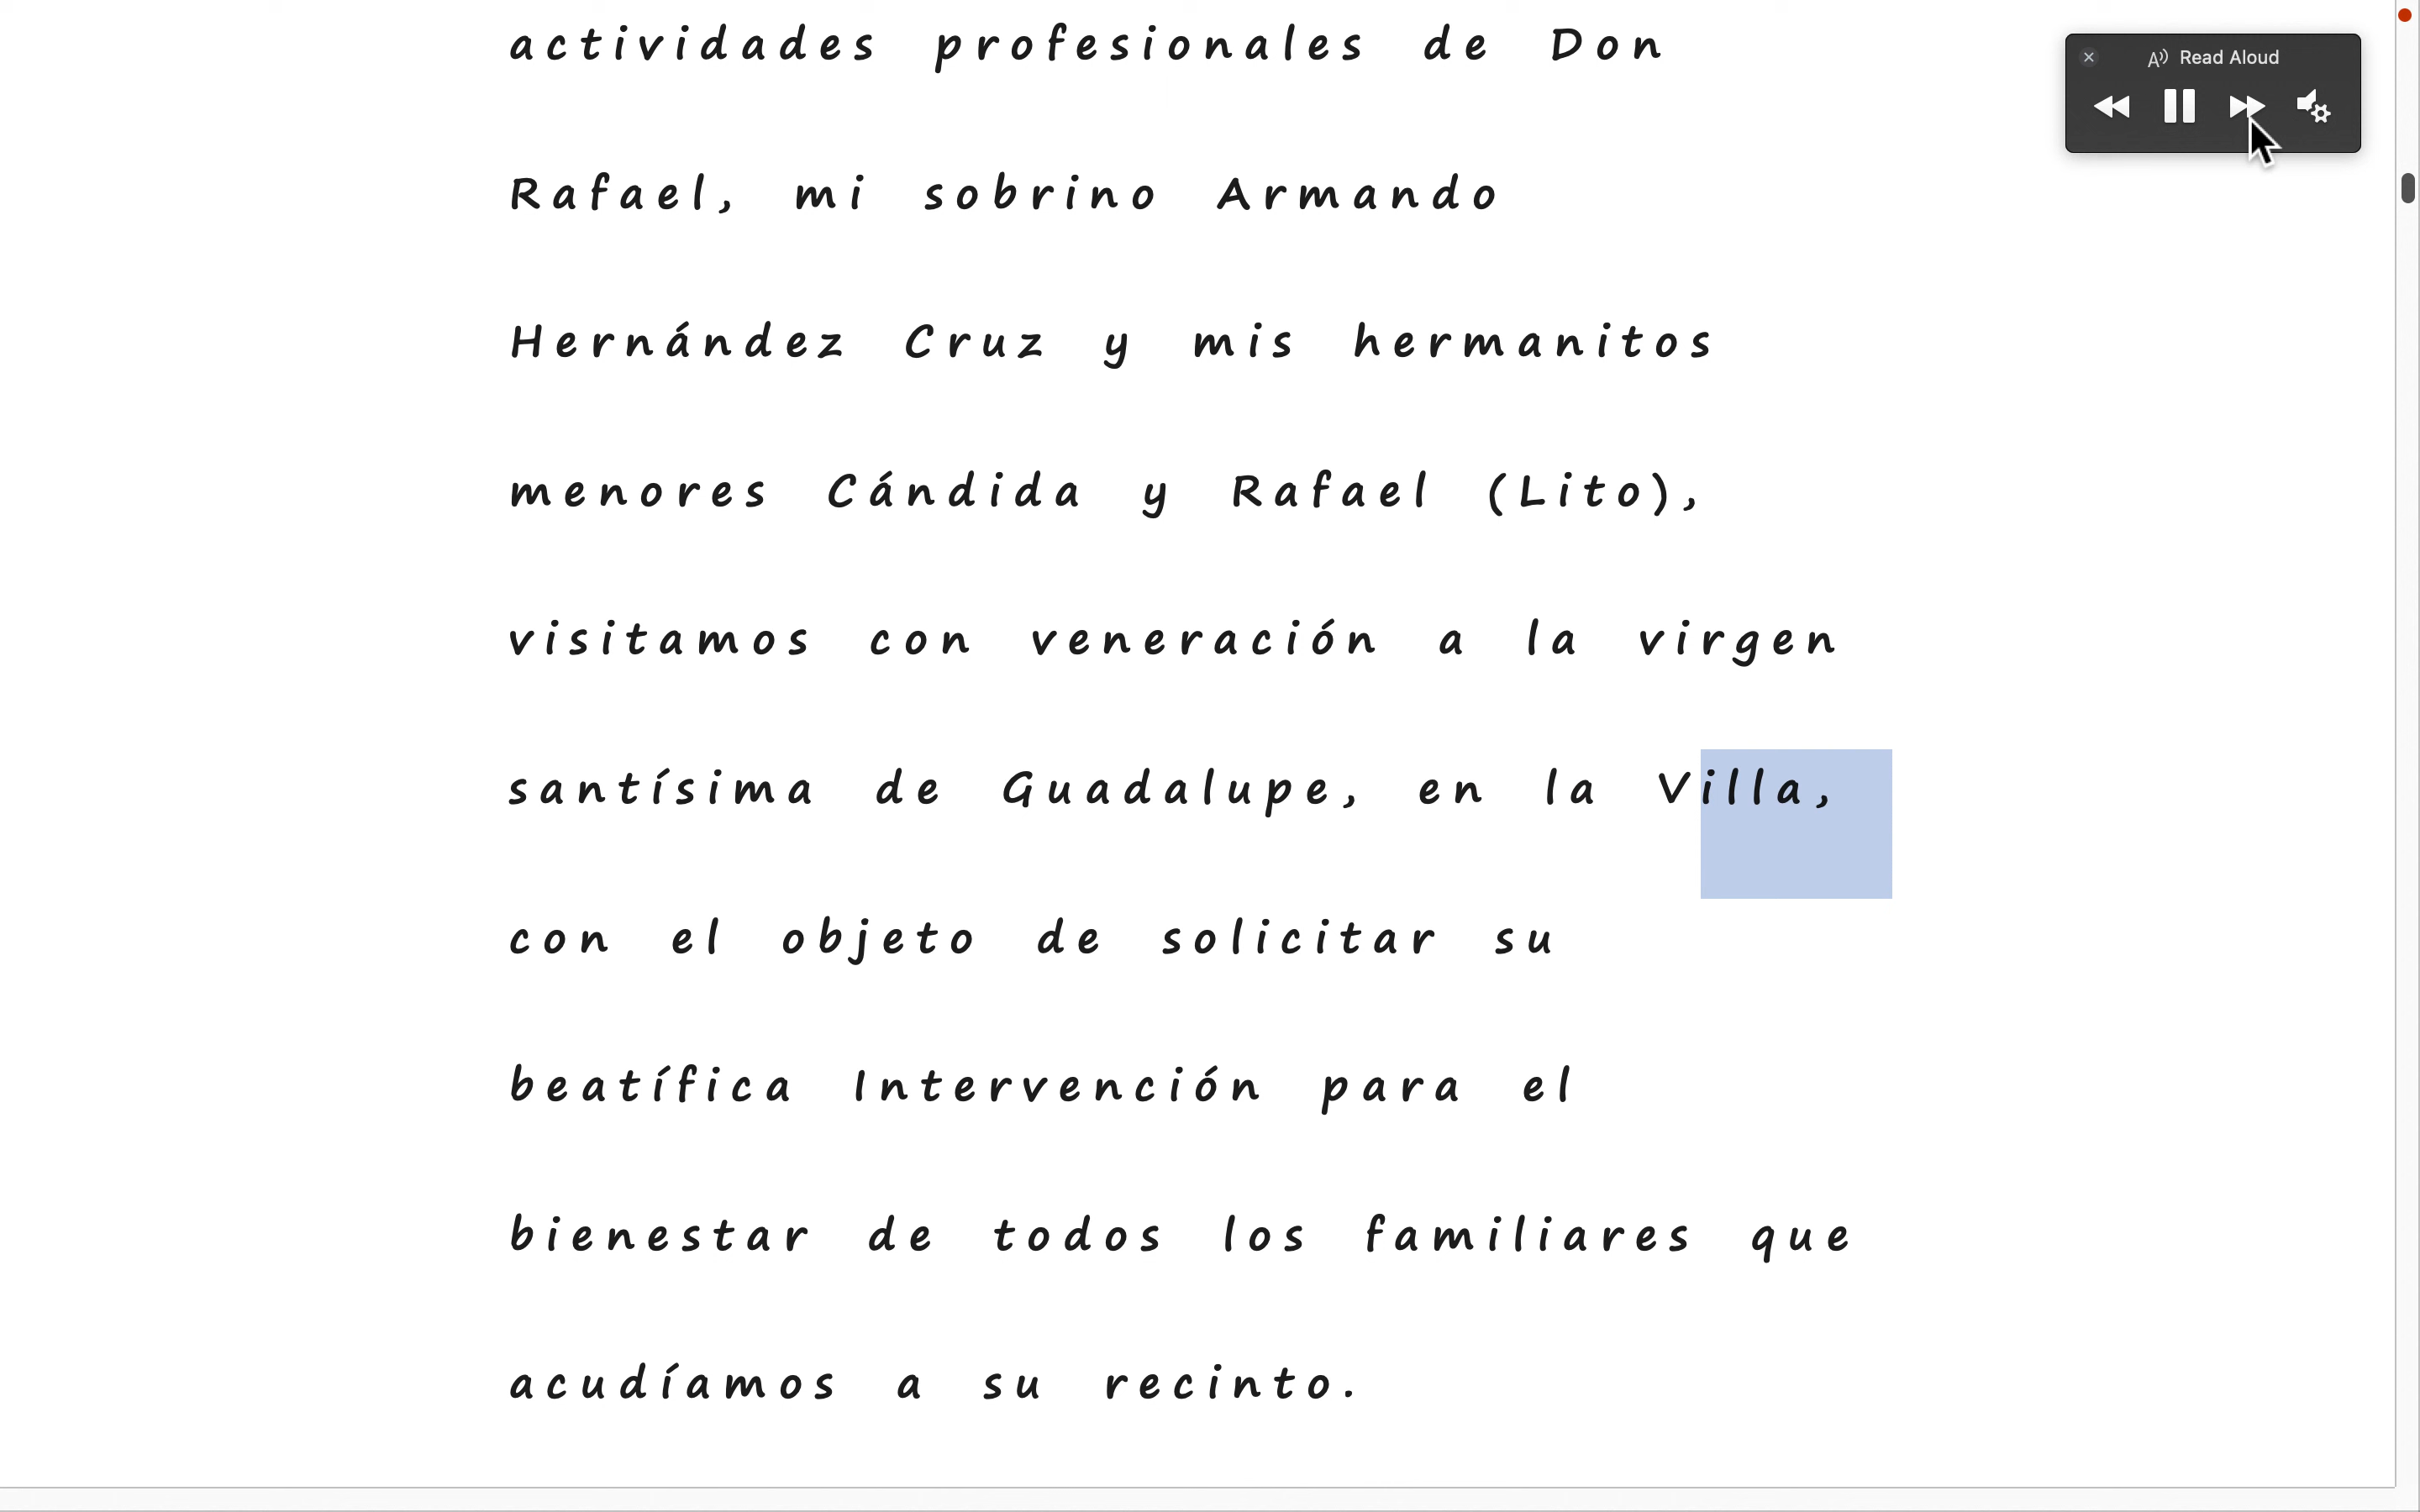 actividades profesionales de Don
Read Aloud
Rafael, mi sobrino Armando
Hernández Cruz y mis hermanitos
menores Cándida y Rafael (Lito),
visitamos con veneración a la virgen
santísima de Guadalupe, en la Villa,
con el objeto de solicitar su
beatífica Intervención para el
bienestar de todos los familiares que
acudíamos a su recinto.